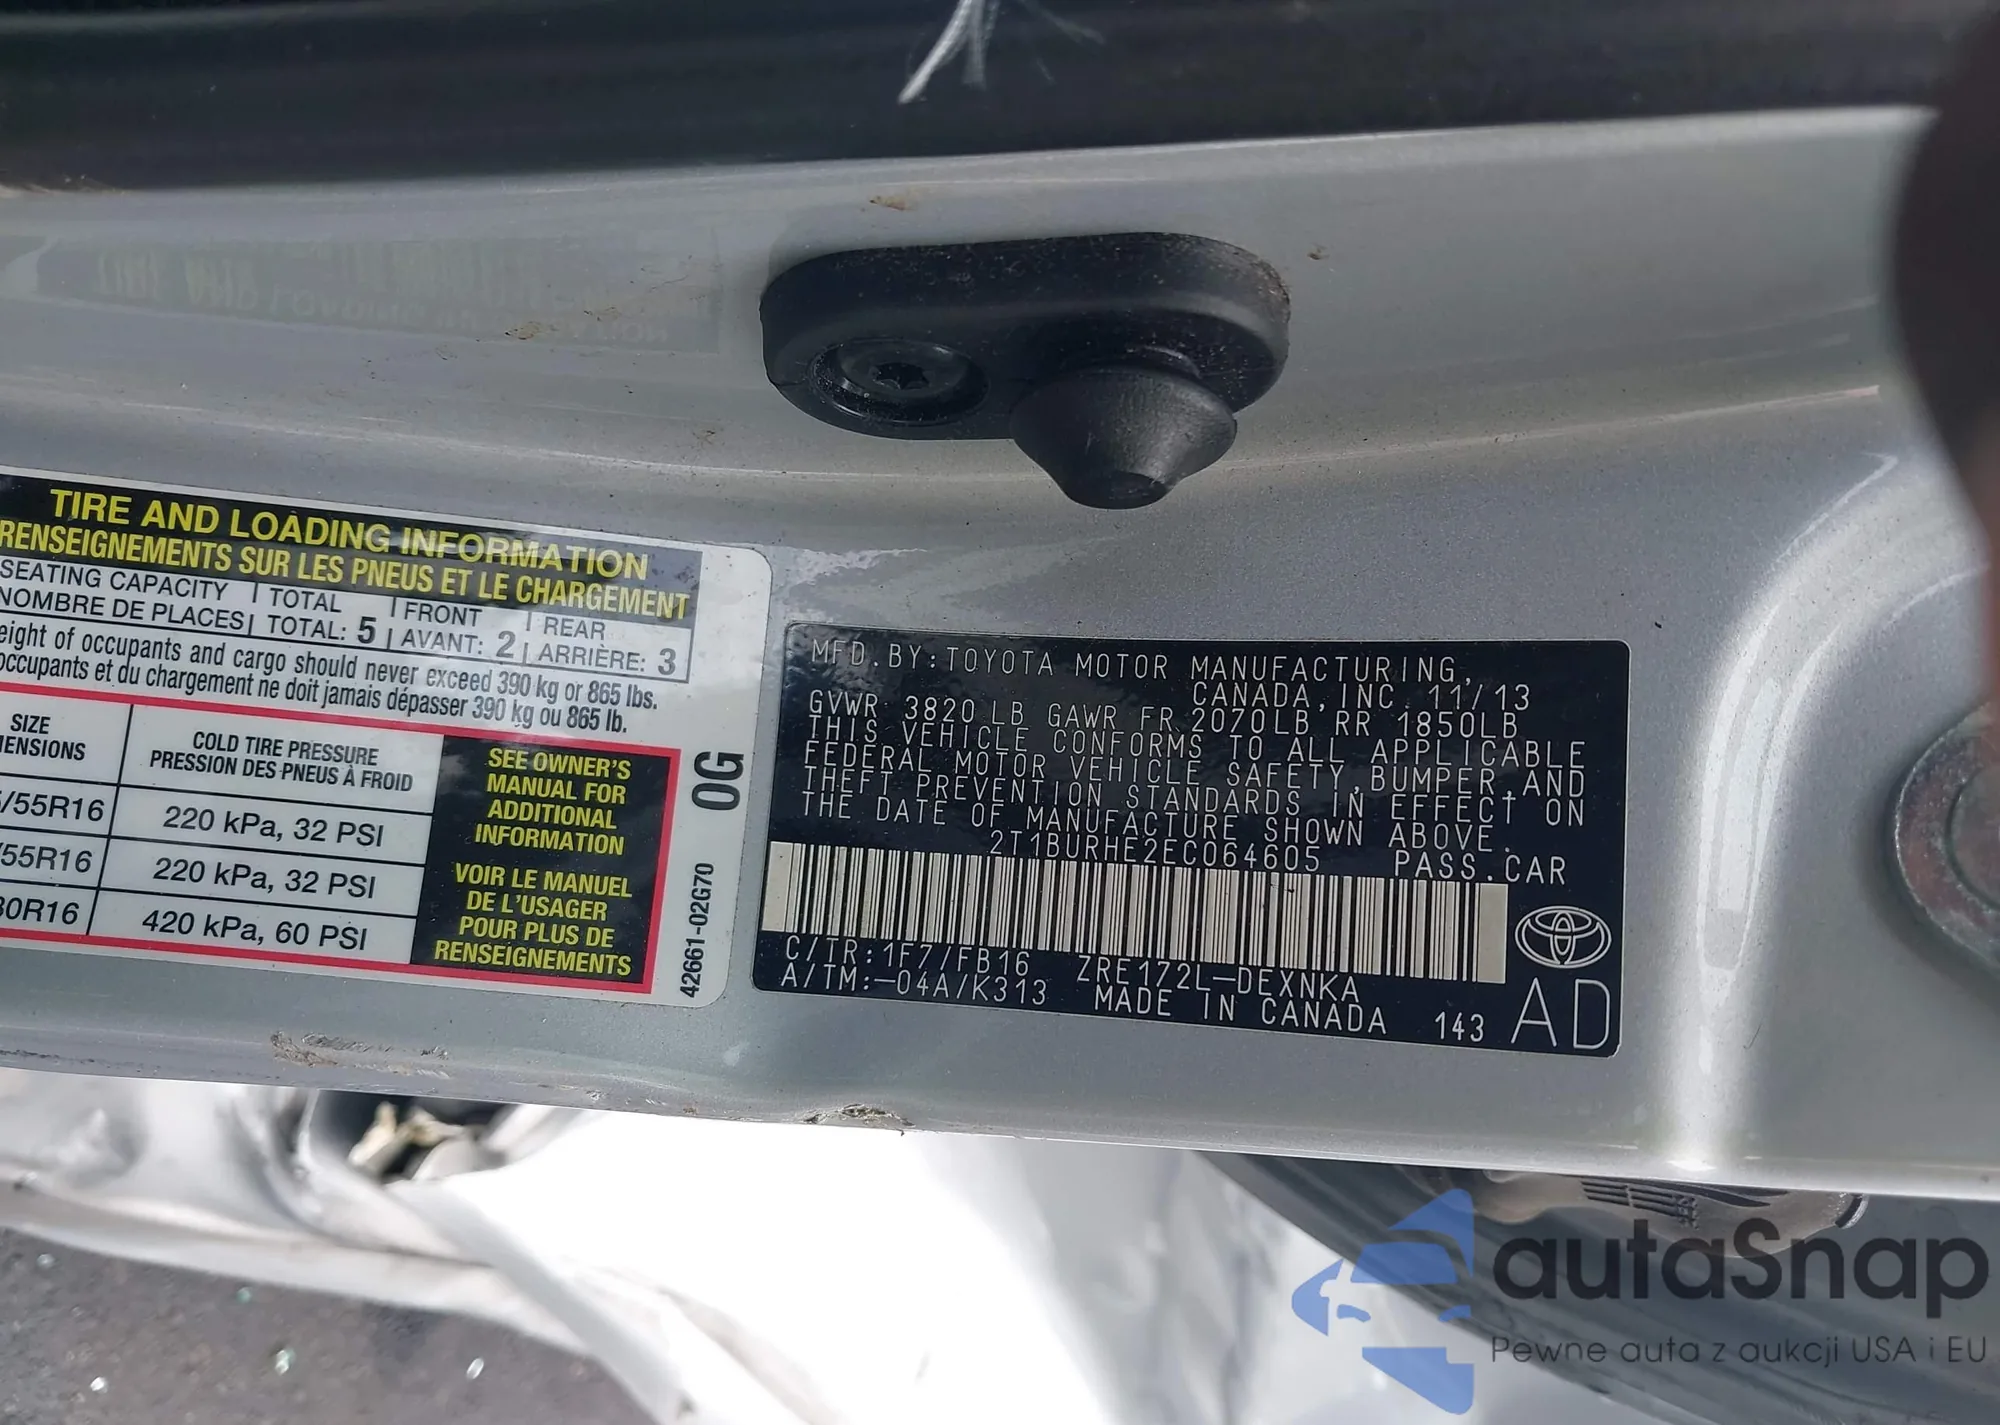 TIRE AND LOADING INFORMATION
RENSEIGNEMENTS SUR LES PNEUS ET LE CHARGEMENT
SEATING CAPACITY TOTAL FRONT REAR
NOMBRE DE PLACES TOTAL: 5 AVANT: 2 ARRIÈRE: 3
of occupants and cargo should never exceed 390 kg or 865 lbs.
occupants et du chargement ne doit jamais dépasser 390 kg ou 865 lb.
SIZE
COLD TIRE PRESSURE
PRESSION DES PNEUS À FROID
/55R16 220 kPa, 32 PSI
/55R16 220 kPa, 32 PSI
80R16 420 kPa, 60 PSI
SEE OWNER'S
MANUAL FOR
ADDITIONAL
INFORMATION
VOIR LE MANUEL
DE L'USAGER
POUR PLUS DE
RENSEIGNEMENTS
0G
42661-02G70
MFD.BY:TOYOTA MOTOR MANUFACTURING,
CANADA,INC. 11/13
GVWR 3820 LB GAWR FR 2070LB RR 1850LB
THIS VEHICLE CONFORMS TO ALL APPLICABLE
FEDERAL MOTOR VEHICLE SAFETY,BUMPER,AND
THEFT PREVENTION STANDARDS IN EFFECT ON
THE DATE OF MANUFACTURE SHOWN ABOVE.
2T1BURHE2EC064605 PASS.CAR
C/TR:1F7/FB16 ZRE172L-DEXNKA
A/TM:-04A/K313 MADE IN CANADA 143 AD
autaSnap
Pewne auta z aukcji USA i EU